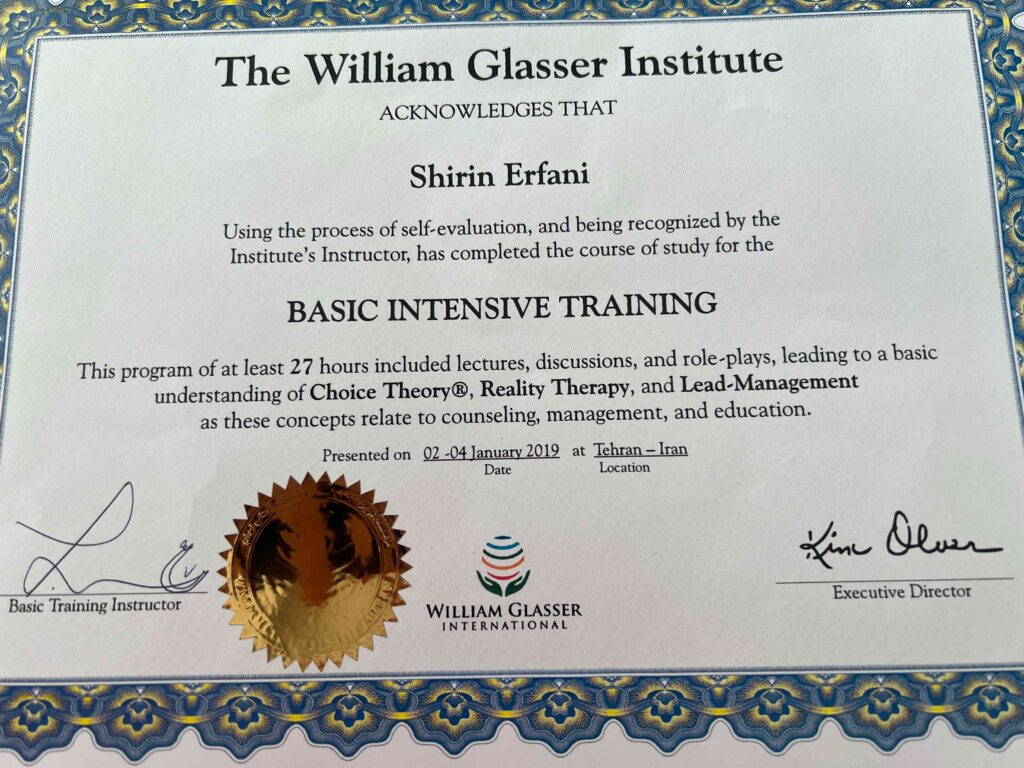 The William Glasser Institute
ACKNOWLEDGES THAT
Shirin Erfani
Using the process of self-evaluation, and being recognized by the
Institute's Instructor, has completed the course of study for the
BASIC INTENSIVE TRAINING
This program of at least 27 hours included lectures, discussions, and role-plays, leading to a basic
understanding of Choice Theory®, Reality Therapy, and Lead-Management
as these concepts relate to counseling, management, and education.
Presented on 02 -04 January 2019 at Tehran – Iran
Date Location
Kim Olver
Basic Training Instructor
WILLIAM GLASSER
INTERNATIONAL
Executive Director